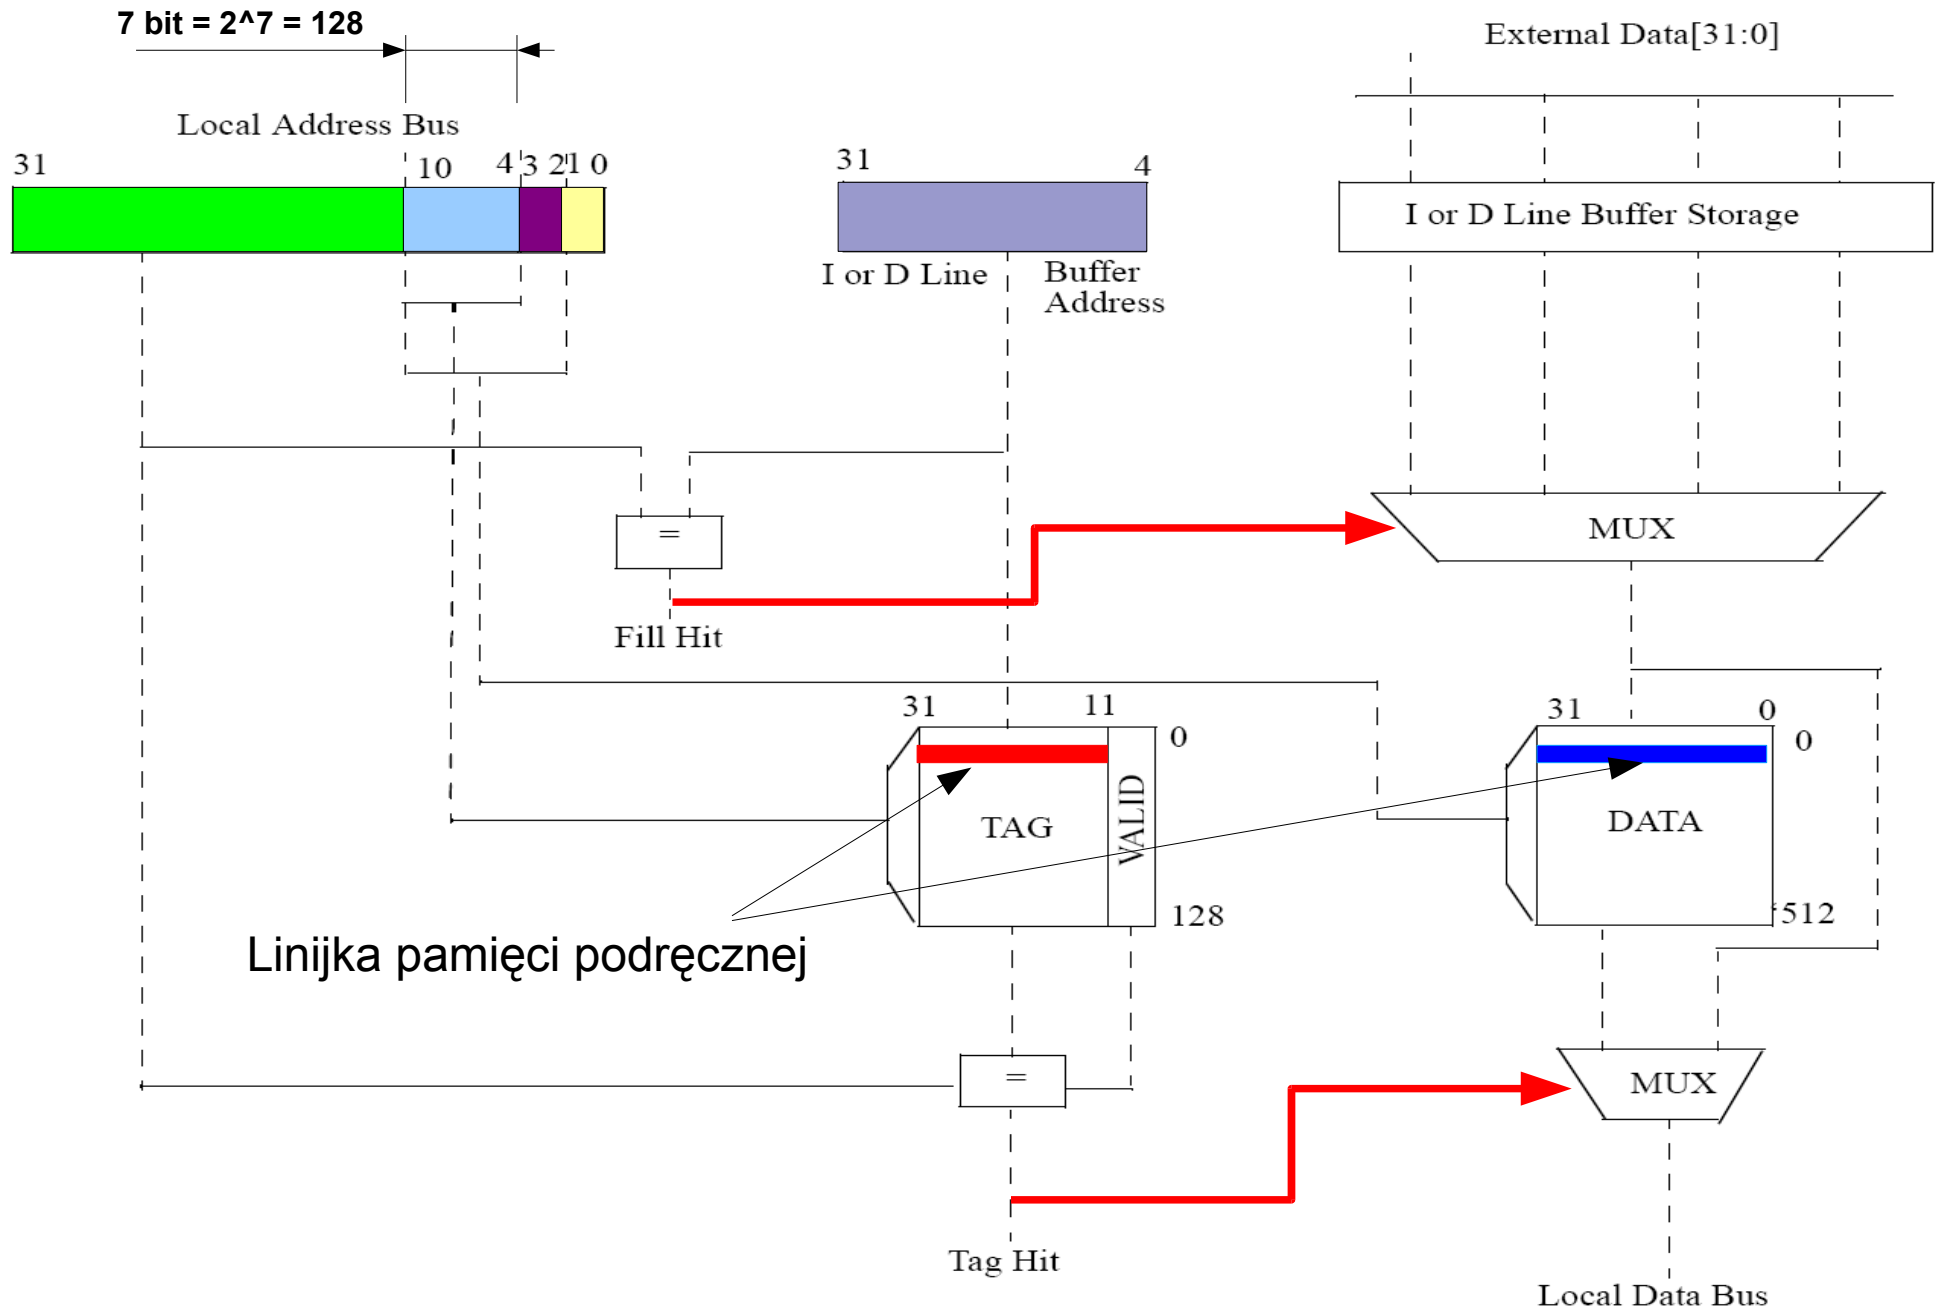 7 bit = 2^7 = 128
External Data[31:0]
Local Address Bus
31 10 4 3 2 1 0
31 4
I or D Line Buffer Storage
I or D Line Buffer
Address
=
MUX
Fill Hit
31 11
0
31 0
0
TAG
VALID
DATA
128
512
Linijka pamięci podręcznej
=
MUX
Tag Hit
Local Data Bus